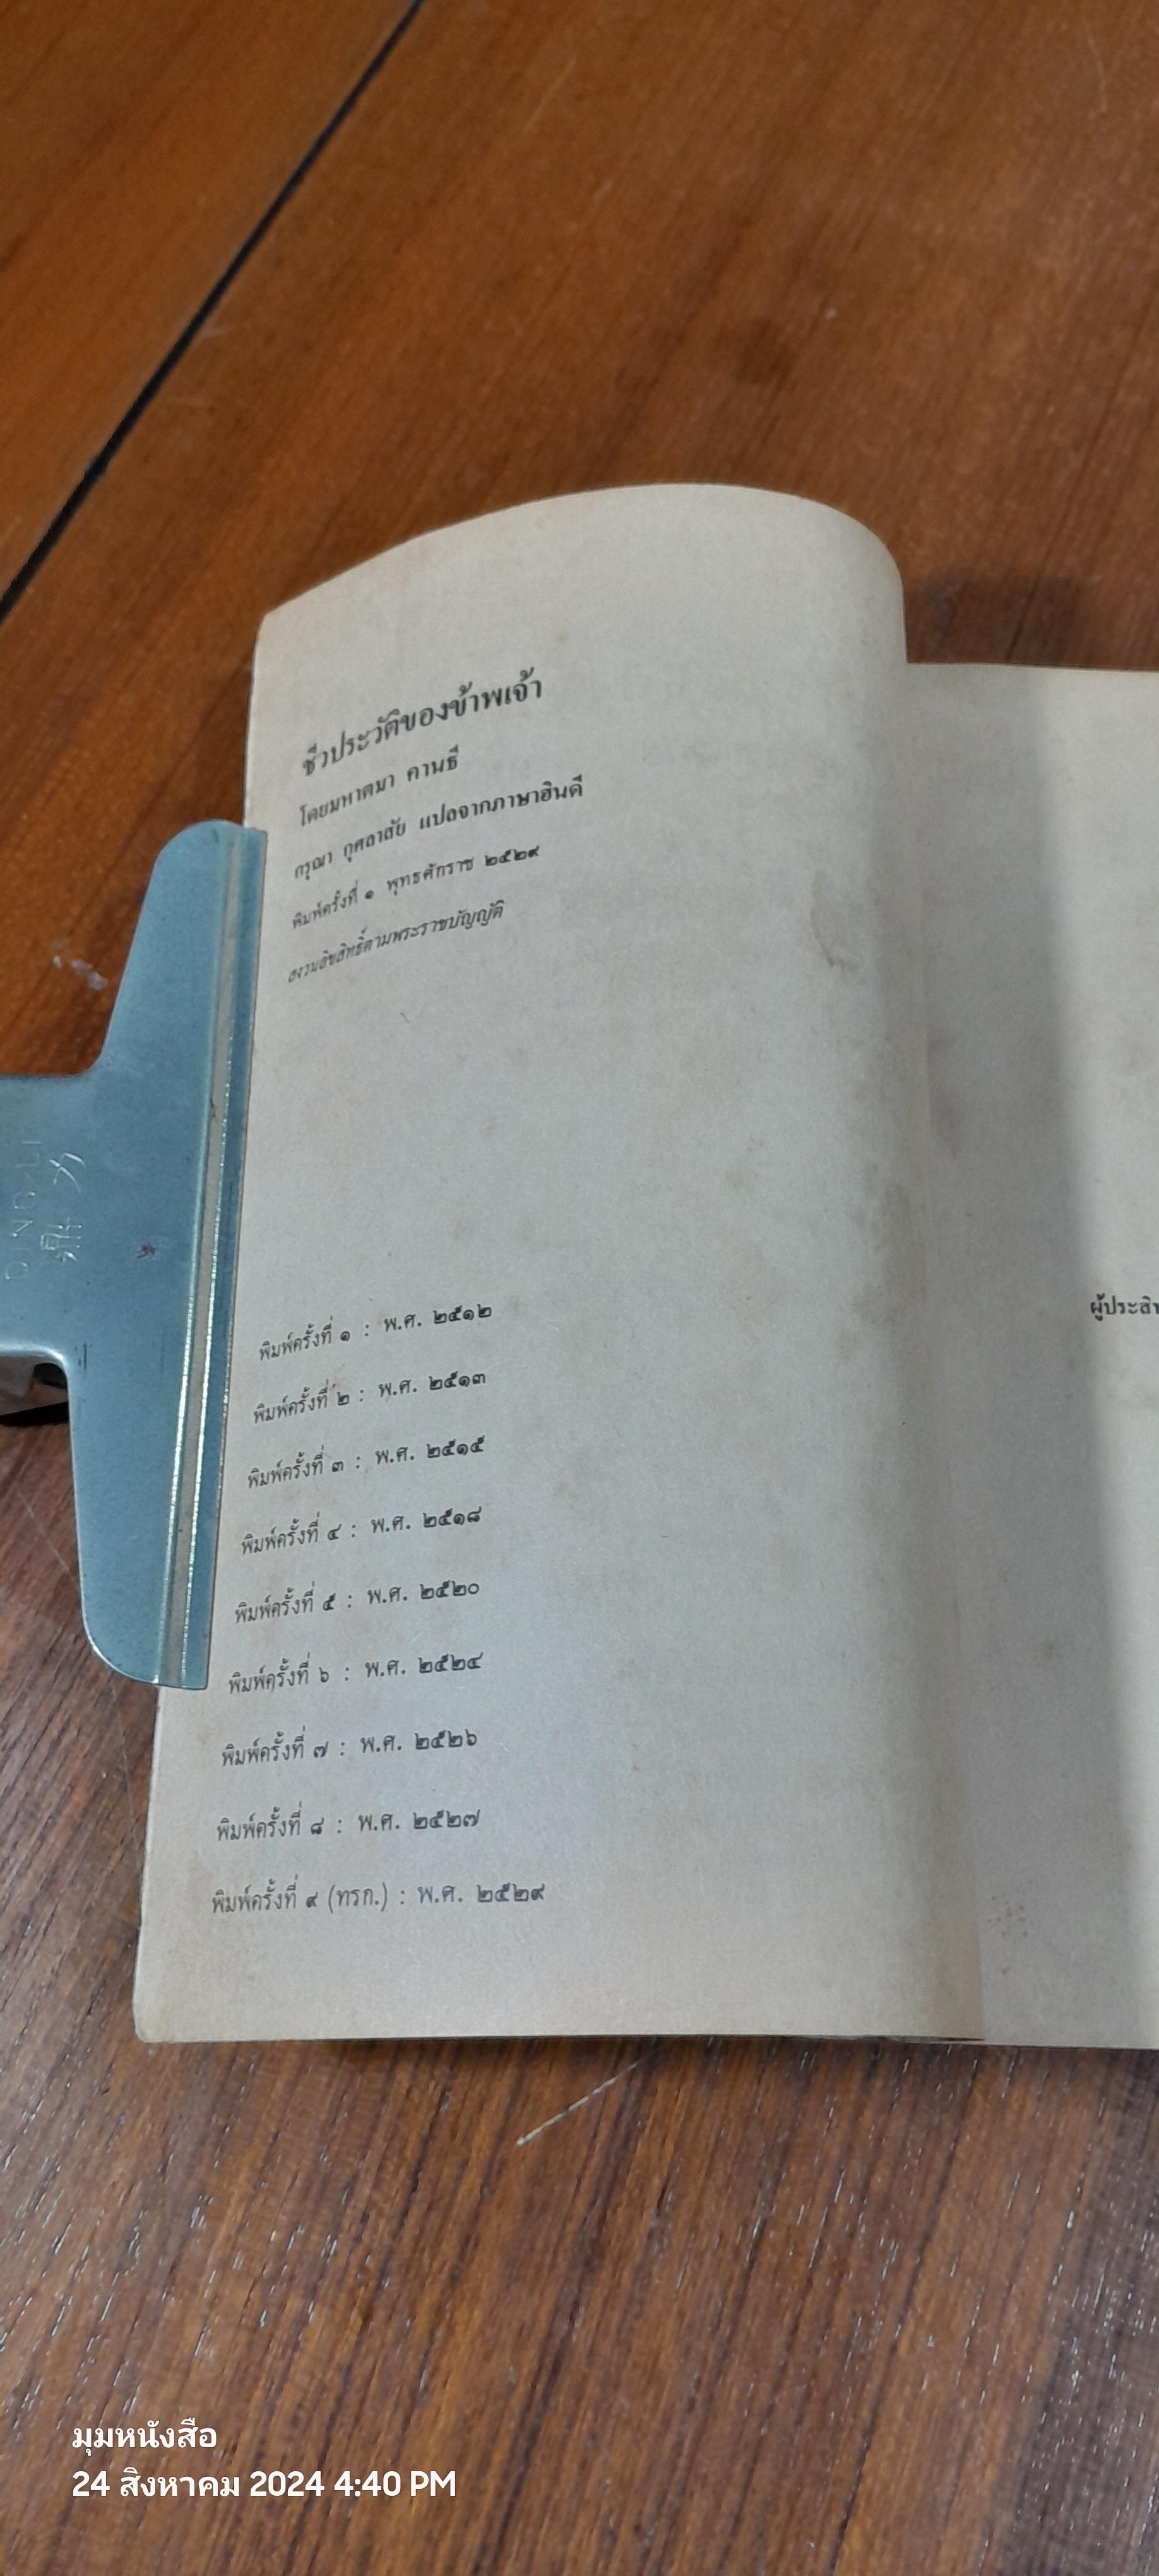 ชีวประวัติของข้าพเจ้า
โดยมหาตมา คานธี
กรุณา กุศลาสัย แปลจากภาษาฮินดี
พิมพ์ครั้งที่ ๑ พุทธศักราช ๒๕๒๙
สงวนลิขสิทธิ์ตามพระราชบัญญัติ
พิมพ์ครั้งที่ ๑ : พ.ศ. ๒๕๑๒
พิมพ์ครั้งที่ ๒ : พ.ศ. ๒๕๑๓
พิมพ์ครั้งที่ ๓ : พ.ศ. ๒๕๑๕
พิมพ์ครั้งที่ ๔ : พ.ศ. ๒๕๑๘
พิมพ์ครั้งที่ ๕ : พ.ศ. ๒๕๒๐
พิมพ์ครั้งที่ ๖ : พ.ศ. ๒๕๒๔
พิมพ์ครั้งที่ ๗ : พ.ศ. ๒๕๒๖
พิมพ์ครั้งที่ ๘ : พ.ศ. ๒๕๒๗
พิมพ์ครั้งที่ ๙ (ทรก.) : พ.ศ. ๒๕๒๙
DINGLI
鼎力
มุมหนังสือ
24 สิงหาคม 2024 4:40 PM